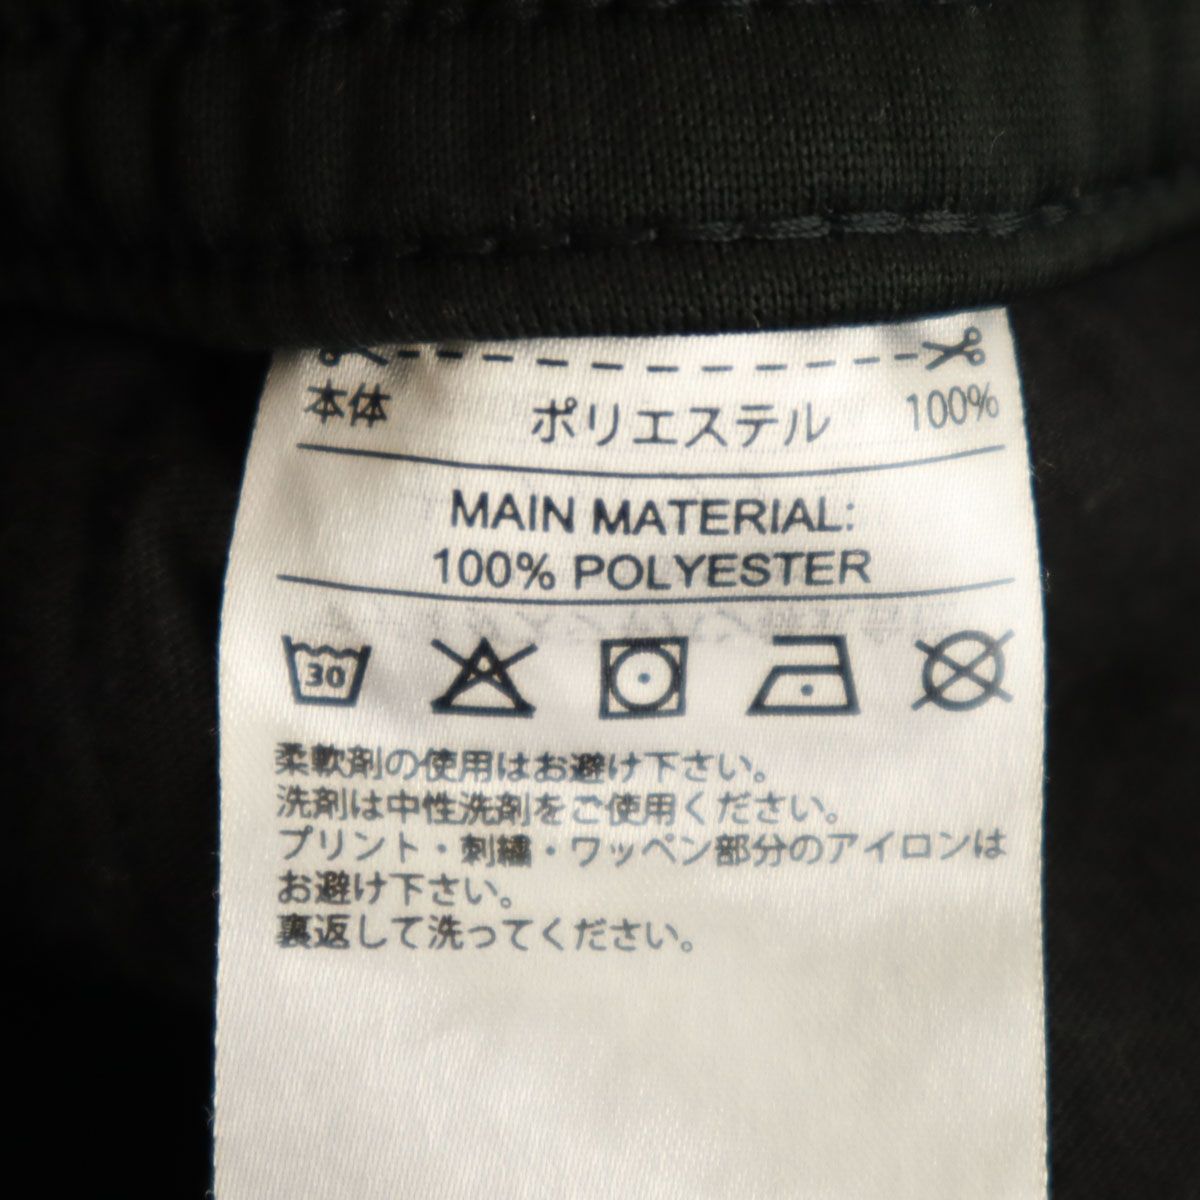 本体 ポリエステル 100%
MAIN MATERIAL:
100% POLYESTER
30
柔軟剤の使用はお避け下さい。
洗剤は中性洗剤をご使用ください。
プリント・刺繍・ワッペン部分のアイロンは
お避け下さい。
裏返して洗ってください。